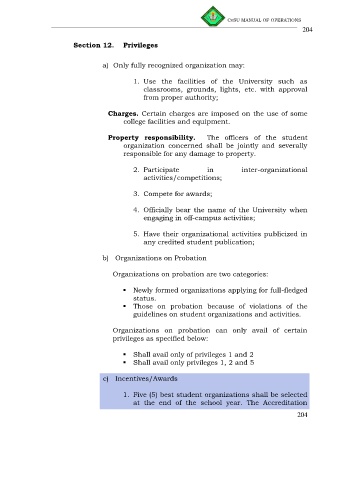 CMSU MANUAL OF OPERATIONS
204
Section 12. Privileges
a) Only fully recognized organization may:
1. Use the facilities of the University such as
classrooms, grounds, lights, etc. with approval
from proper authority;
Charges. Certain charges are imposed on the use of some
college facilities and equipment.
Property responsibility. The officers of the student
organization concerned shall be jointly and severally
responsible for any damage to property.
2. Participate in inter-organizational
activities/competitions;
3. Compete for awards;
4. Officially bear the name of the University when
engaging in off-campus activities;
5. Have their organizational activities publicized in
any credited student publication;
b) Organizations on Probation
Organizations on probation are two categories:
▪ Newly formed organizations applying for full-fledged
status.
▪ Those on probation because of violations of the
guidelines on student organizations and activities.
Organizations on probation can only avail of certain
privileges as specified below:
▪ Shall avail only of privileges 1 and 2
▪ Shall avail only privileges 1, 2 and 5
c) Incentives/Awards
1. Five (5) best student organizations shall be selected
at the end of the school year. The Accreditation
204